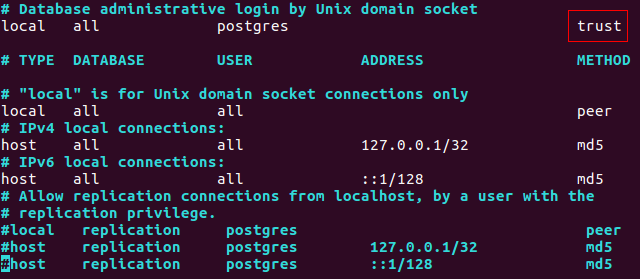 # Database administrative login by Unix domain socket
local   all             postgres                                trust
# TYPE  DATABASE        USER            ADDRESS                 METHOD
# "local" is for Unix domain socket connections only
local   all             all                                     peer
# IPv4 local connections:
host    all             all             127.0.0.1/32            md5
# IPv6 local connections:
host    all             all             ::1/128                 md5
# Allow replication connections from localhost, by a user with the
# replication privilege.
#local   replication     postgres                                peer
#host    replication     postgres        127.0.0.1/32            md5
#host    replication     postgres        ::1/128                 md5